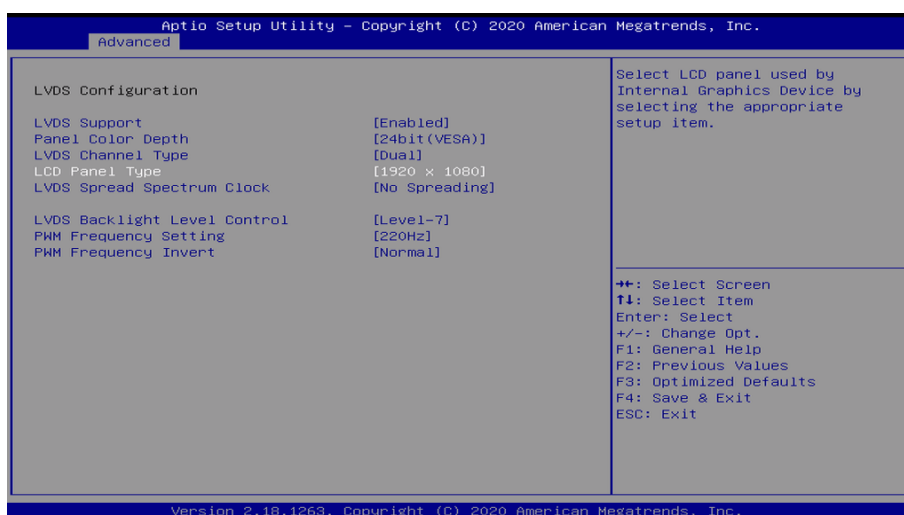 Aptio Setup Utility – Copyright (C) 2020 American Megatrends, Inc.
Advanced
LVDS Configuration
LVDS Support [Enabled]
Panel Color Depth [24bit(VESA)]
LVDS Channel Type [Dual]
LCD Panel Type [1920 x 1080]
LVDS Spread Spectrum Clock [No Spreading]
LVDS Backlight Level Control [Level-7]
PWM Frequency Setting [220Hz]
PWM Frequency Invert [Normal]
Select LCD panel used by
Internal Graphics Device by
selecting the appropriate
setup item.
→←: Select Screen
↑↓: Select Item
Enter: Select
+/-: Change Opt.
F1: General Help
F2: Previous Values
F3: Optimized Defaults
F4: Save & Exit
ESC: Exit
Version 2.18.1263. Copyright (C) 2020 American Megatrends, Inc.